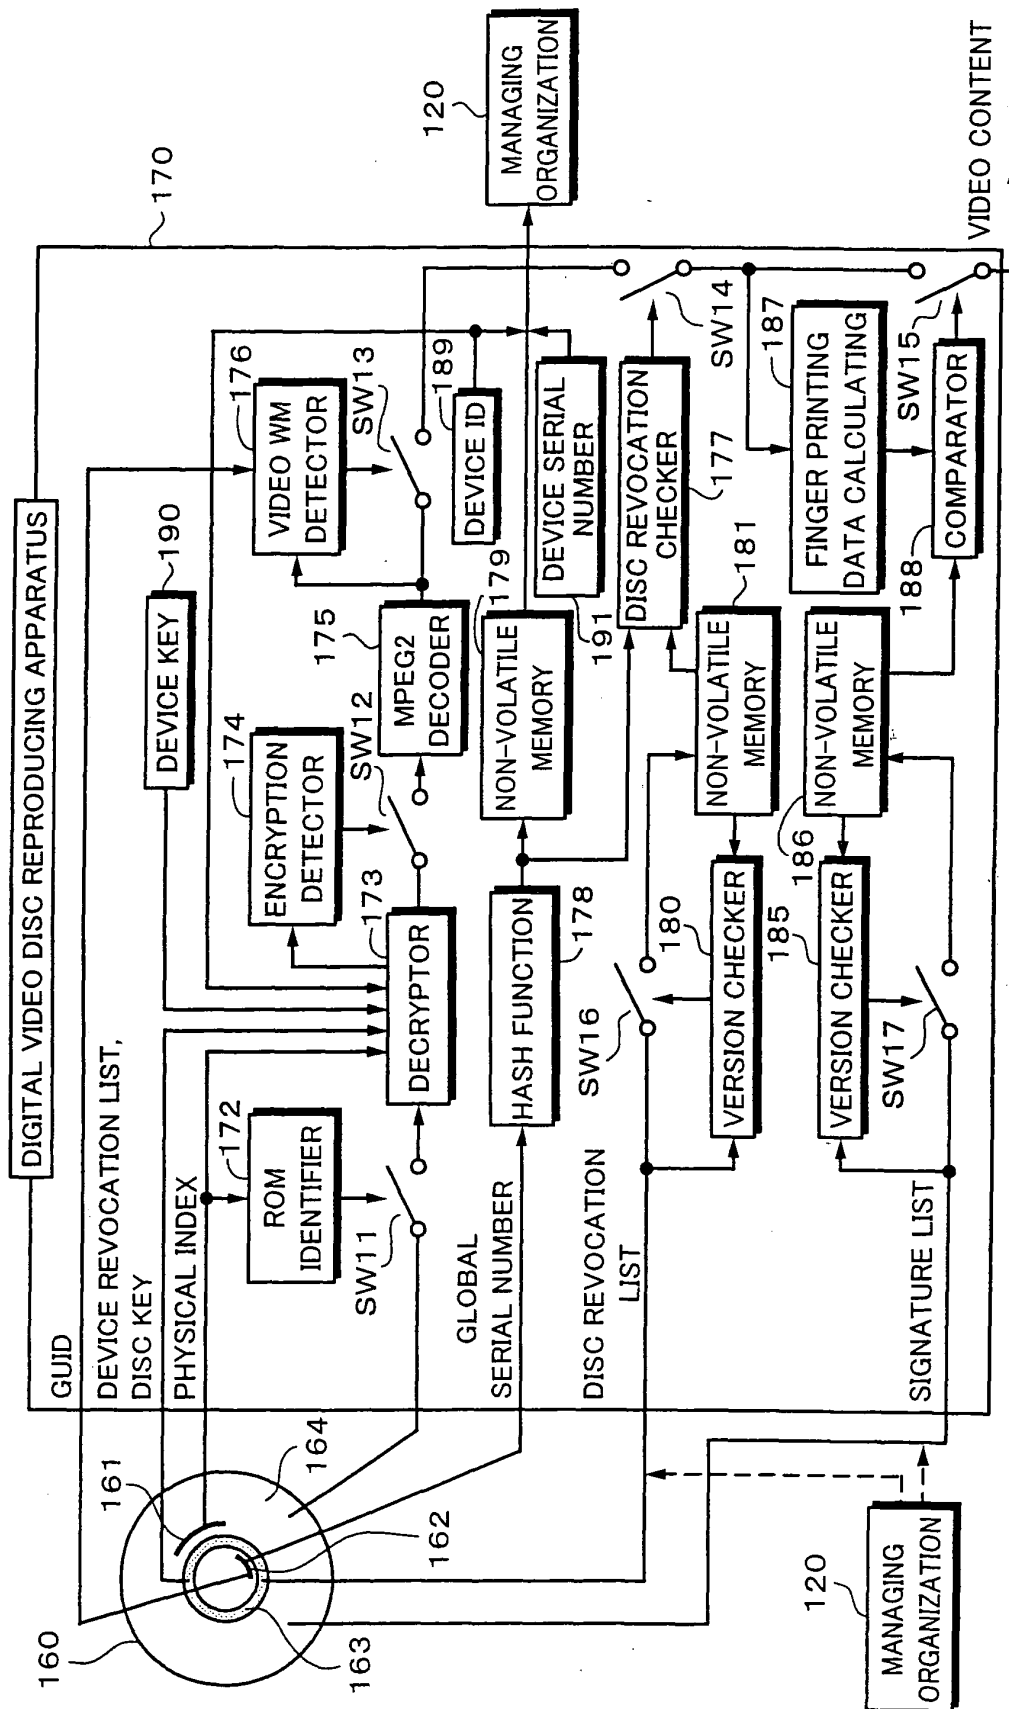 DIGITAL VIDEO DISC REPRODUCING APPARATUS
170
GUID
DEVICE REVOCATION LIST,
DISC KEY
PHYSICAL INDEX
DEVICE KEY
190
ROM
IDENTIFIER
172
SW11
ENCRYPTION
DETECTOR
174
DECRYPTOR
173
SW12
VIDEO WM
DETECTOR
176
MPEG2
DECODER
175
SW13
DEVICE ID
189
160
161
162
163
164
GLOBAL
SERIAL NUMBER
HASH FUNCTION
178
NON-VOLATILE
MEMORY
179
DEVICE SERIAL
NUMBER
191
MANAGING
ORGANIZATION
120
DISC REVOCATION
LIST
SW16
DISC REVOCATION
CHECKER
177
SW14
VERSION CHECKER
180
NON-VOLATILE
MEMORY
181
FINGER PRINTING
DATA CALCULATING
187
VERSION CHECKER
185
NON-VOLATILE
MEMORY
186
SW17
COMPARATOR
188
SW15
SIGNATURE LIST
VIDEO CONTENT
MANAGING
ORGANIZATION
120